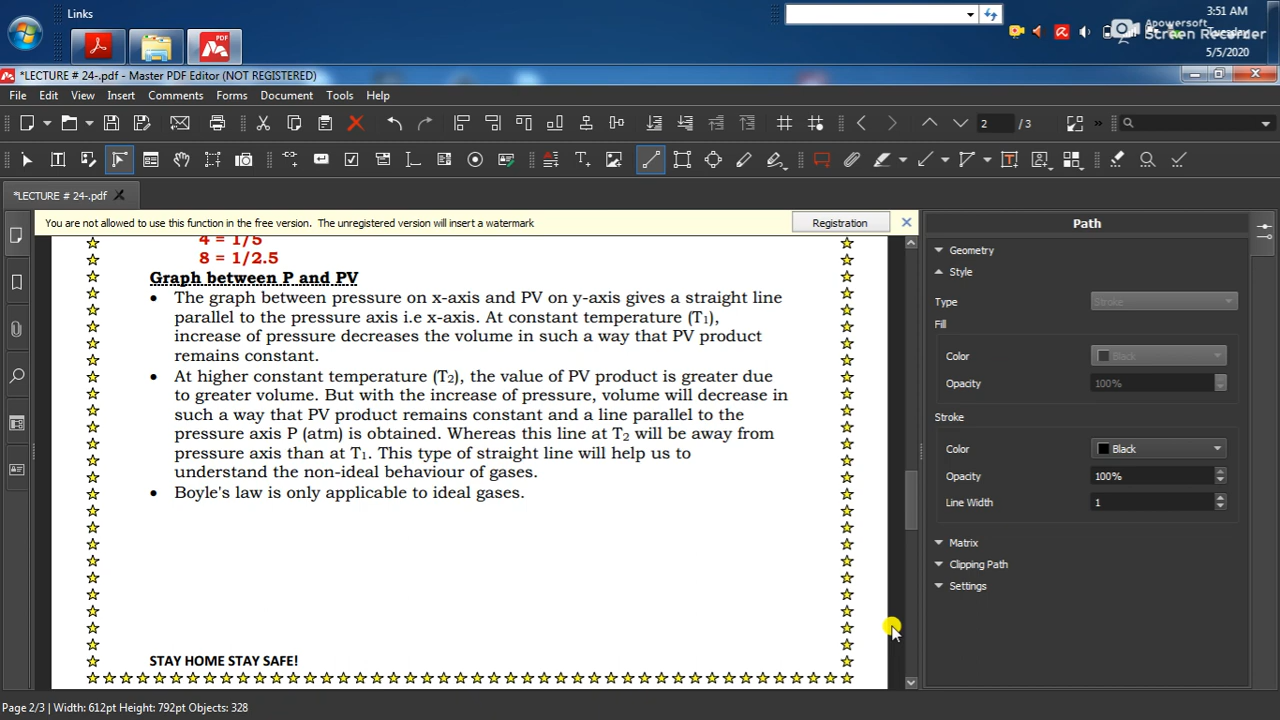 Links
3:51 AM
Apowersoft
Screen Recorder
5/5/2020
*LECTURE # 24-.pdf - Master PDF Editor (NOT REGISTERED)
File Edit View Insert Comments Forms Document Tools Help
2 / 3
*LECTURE # 24-.pdf
You are not allowed to use this function in the free version. The unregistered version will insert a watermark
Registration
4 = 1/5
8 = 1/2.5
Graph between P and PV
• The graph between pressure on x-axis and PV on y-axis gives a straight line
parallel to the pressure axis i.e x-axis. At constant temperature (T1),
increase of pressure decreases the volume in such a way that PV product
remains constant.
• At higher constant temperature (T2), the value of PV product is greater due
to greater volume. But with the increase of pressure, volume will decrease in
such a way that PV product remains constant and a line parallel to the
pressure axis P (atm) is obtained. Whereas this line at T2 will be away from
pressure axis than at T1. This type of straight line will help us to
understand the non-ideal behaviour of gases.
• Boyle's law is only applicable to ideal gases.
STAY HOME STAY SAFE!
Path
Geometry
Style
Type Stroke
Fill
Color Black
Opacity 100%
Stroke
Color Black
Opacity 100%
Line Width 1
Matrix
Clipping Path
Settings
Page 2/3 | Width: 612pt Height: 792pt Objects: 328